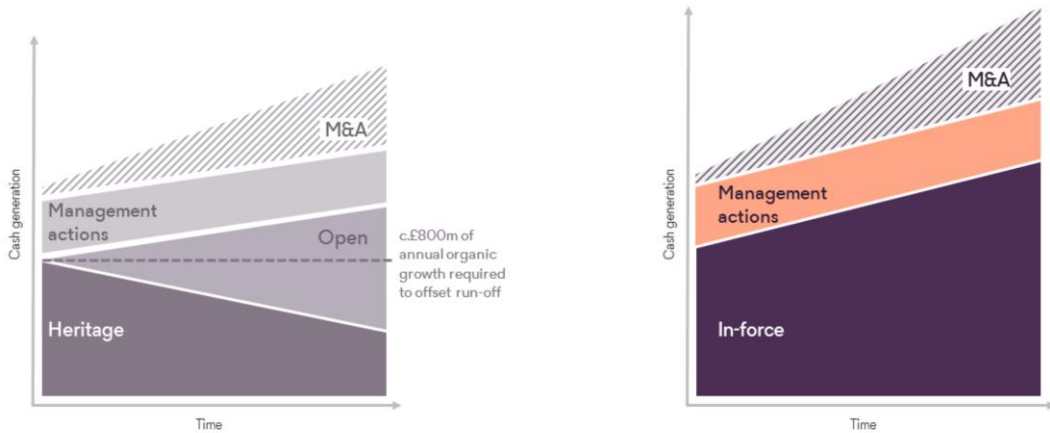 M&A
Management
actions
Open
Heritage
Cash generation
Time
c.£800m of
annual organic
growth required
to offset run-off
M&A
Management
actions
In-force
Cash generation
Time